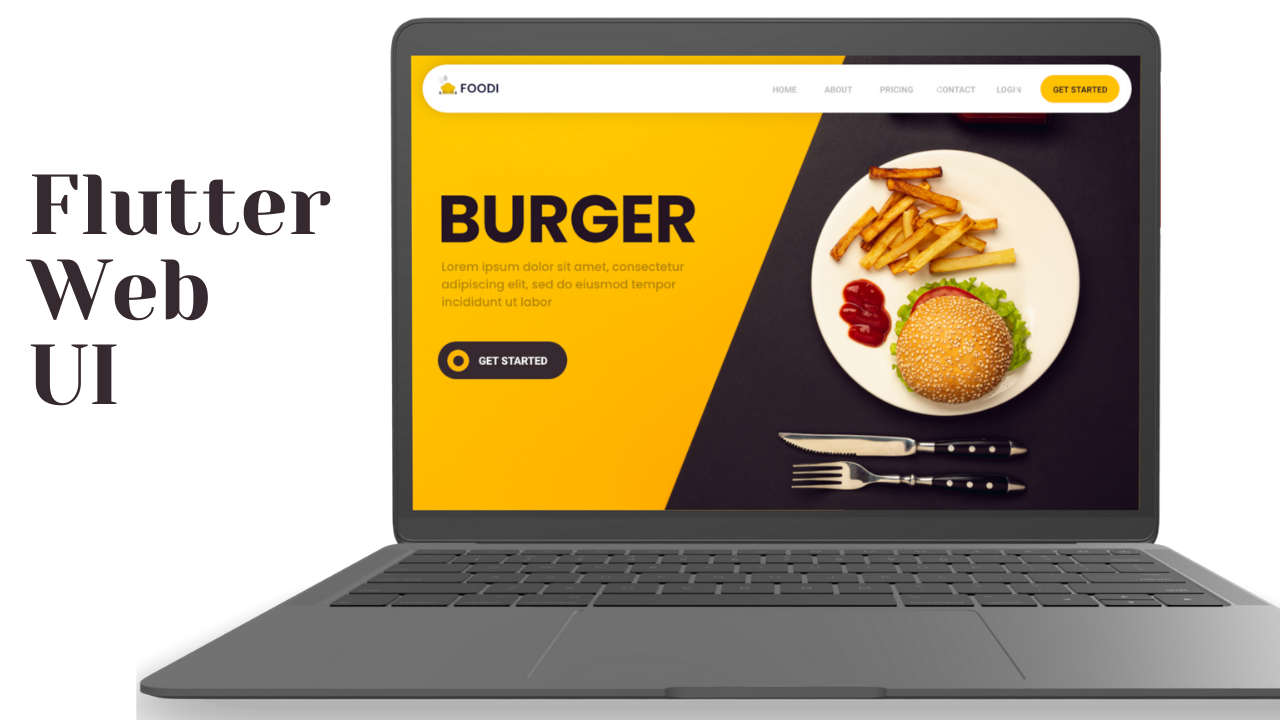 Flutter
Web
UI
FOODI
HOME ABOUT PRICING CONTACT LOGIN GET STARTED
BURGER
Lorem ipsum dolor sit amet, consectetur
adipiscing elit, sed do eiusmod tempor
incididunt ut labor
GET STARTED